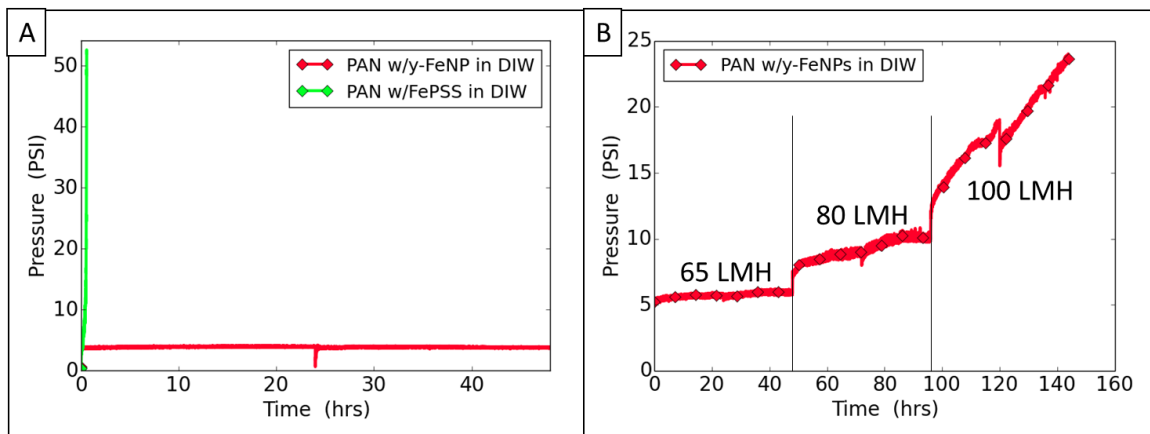 A
PAN w/y-FeNP in DIW
PAN w/FePSS in DIW
Pressure (PSI)
50
40
30
20
10
0
0 10 20 30 40
Time (hrs)
B
PAN w/y-FeNPs in DIW
Pressure (PSI)
25
20
15
10
5
0
65 LMH
80 LMH
100 LMH
0 20 40 60 80 100 120 140 160
Time (hrs)